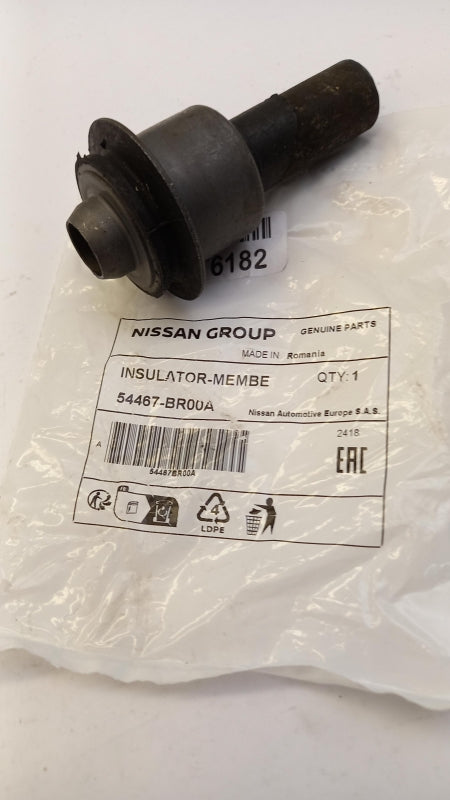 6182
NISSAN GROUP GENUINE PARTS
MADE IN Romania
INSULATOR-MEMBE QTY: 1
54467-BR00A Nissan Automotive Europe S.A.S.
2418
A
54467BR00A
EAC
4
LDPE